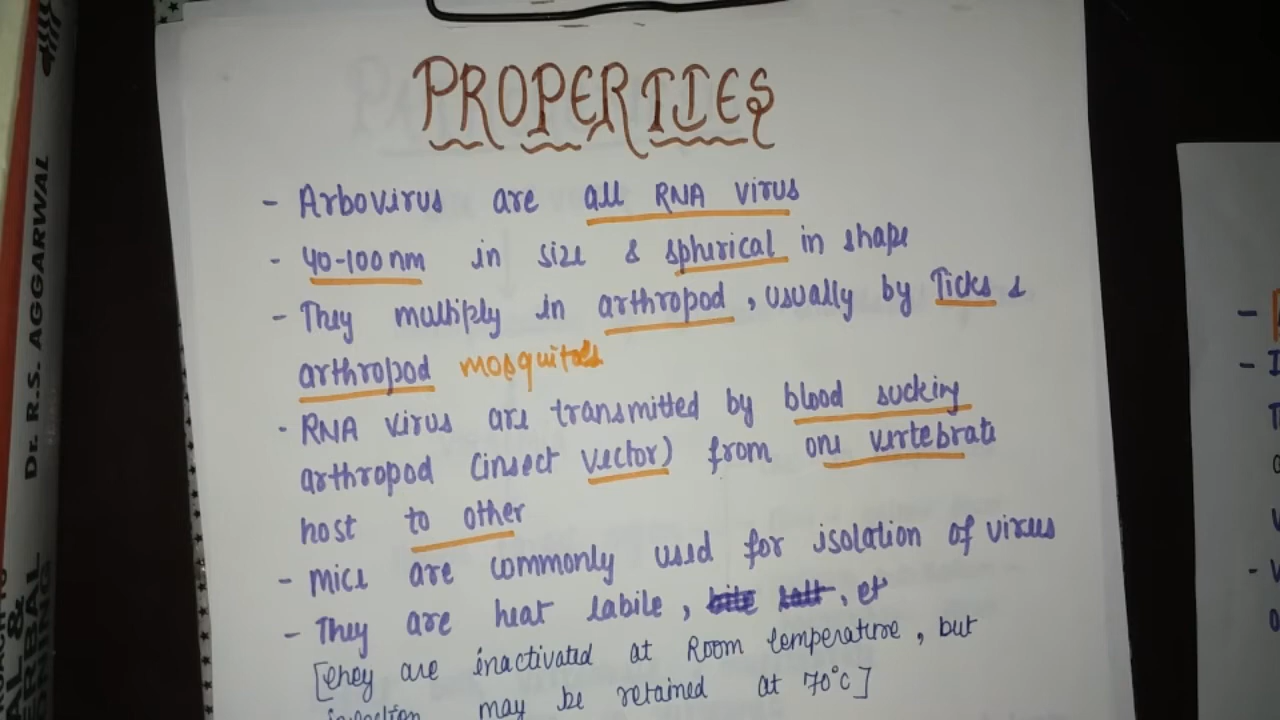 PROPERTIES
- Arbovirus are all RNA virus
- 40-100nm in size & spherical in shape
- They multiply in arthropod, usually by Ticks &
arthropod mosquitoes
- RNA virus are transmitted by blood sucking
arthropod (insect vector) from one vertebrate
host to other
- Mice are commonly used for isolation of virus
- They are heat labile, bile salt, et
[they are inactivated at Room temperature, but
may be retained at 70°c]
Dr. R.S. AGGARWAL